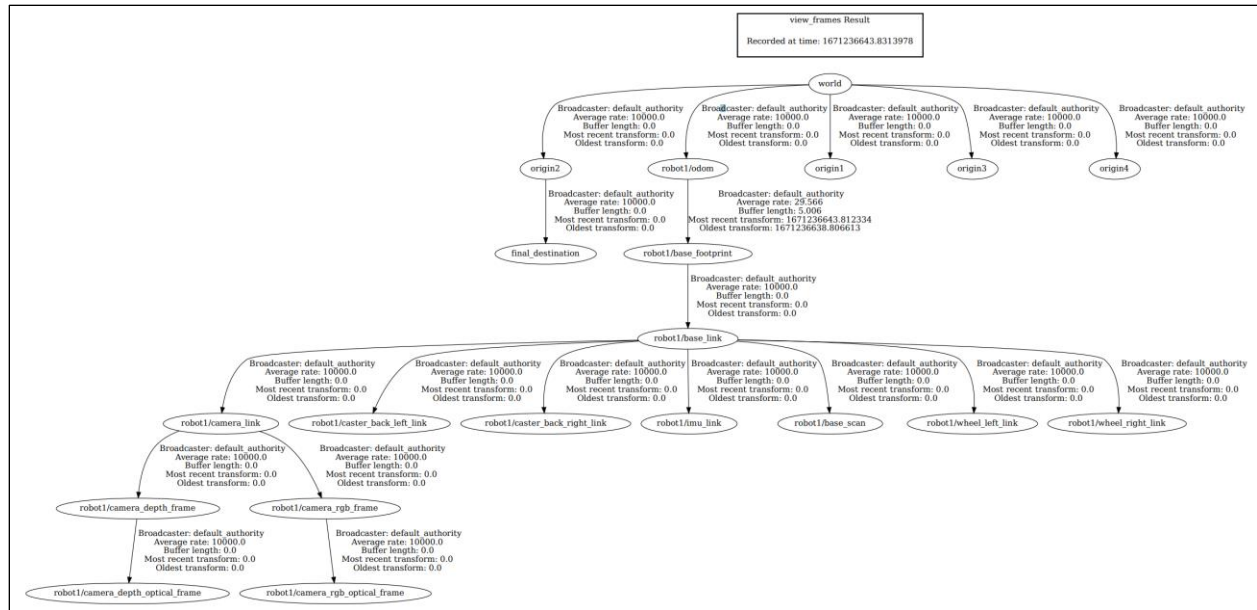 view_frames Result
Recorded at time: 1671236643.8313978
world
Broadcaster: default_authority
Average rate: 10000.0
Buffer length: 0.0
Most recent transform: 0.0
Oldest transform: 0.0
Broadcaster: default_authority
Average rate: 10000.0
Buffer length: 0.0
Most recent transform: 0.0
Oldest transform: 0.0
Broadcaster: default_authority
Average rate: 10000.0
Buffer length: 0.0
Most recent transform: 0.0
Oldest transform: 0.0
Broadcaster: default_authority
Average rate: 10000.0
Buffer length: 0.0
Most recent transform: 0.0
Oldest transform: 0.0
Broadcaster: default_authority
Average rate: 10000.0
Buffer length: 0.0
Most recent transform: 0.0
Oldest transform: 0.0
origin2
robot1/odom
origin1
origin3
origin4
Broadcaster: default_authority
Average rate: 10000.0
Buffer length: 0.0
Most recent transform: 0.0
Oldest transform: 0.0
Broadcaster: default_authority
Average rate: 29.566
Buffer length: 5.006
Most recent transform: 1671236643.812334
Oldest transform: 1671236638.806613
final_destination
robot1/base_footprint
Broadcaster: default_authority
Average rate: 10000.0
Buffer length: 0.0
Most recent transform: 0.0
Oldest transform: 0.0
robot1/base_link
Broadcaster: default_authority
Average rate: 10000.0
Buffer length: 0.0
Most recent transform: 0.0
Oldest transform: 0.0
Broadcaster: default_authority
Average rate: 10000.0
Buffer length: 0.0
Most recent transform: 0.0
Oldest transform: 0.0
Broadcaster: default_authority
Average rate: 10000.0
Buffer length: 0.0
Most recent transform: 0.0
Oldest transform: 0.0
Broadcaster: default_authority
Average rate: 10000.0
Buffer length: 0.0
Most recent transform: 0.0
Oldest transform: 0.0
Broadcaster: default_authority
Average rate: 10000.0
Buffer length: 0.0
Most recent transform: 0.0
Oldest transform: 0.0
Broadcaster: default_authority
Average rate: 10000.0
Buffer length: 0.0
Most recent transform: 0.0
Oldest transform: 0.0
Broadcaster: default_authority
Average rate: 10000.0
Buffer length: 0.0
Most recent transform: 0.0
Oldest transform: 0.0
robot1/camera_link
robot1/caster_back_left_link
robot1/caster_back_right_link
robot1/imu_link
robot1/base_scan
robot1/wheel_left_link
robot1/wheel_right_link
Broadcaster: default_authority
Average rate: 10000.0
Buffer length: 0.0
Most recent transform: 0.0
Oldest transform: 0.0
Broadcaster: default_authority
Average rate: 10000.0
Buffer length: 0.0
Most recent transform: 0.0
Oldest transform: 0.0
robot1/camera_depth_frame
robot1/camera_rgb_frame
Broadcaster: default_authority
Average rate: 10000.0
Buffer length: 0.0
Most recent transform: 0.0
Oldest transform: 0.0
Broadcaster: default_authority
Average rate: 10000.0
Buffer length: 0.0
Most recent transform: 0.0
Oldest transform: 0.0
robot1/camera_depth_optical_frame
robot1/camera_rgb_optical_frame